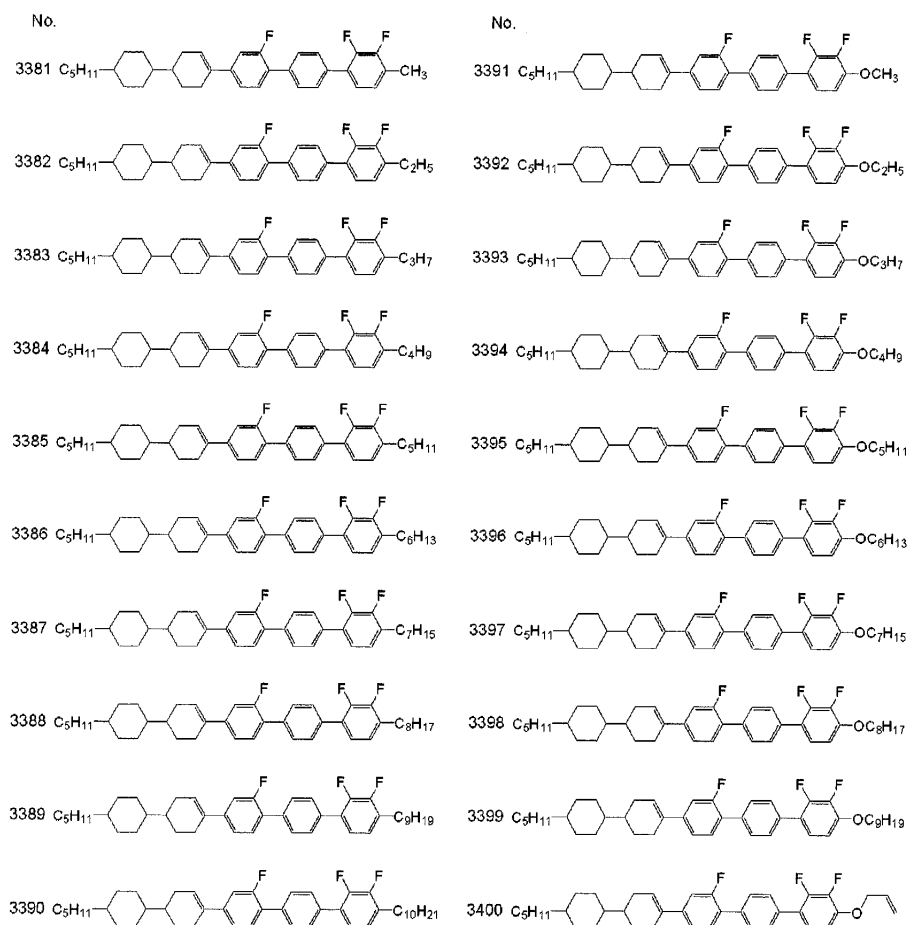 No.
3381 C5H11 F F F CH3
3382 C5H11 F F F C2H5
3383 C5H11 F F F C3H7
3384 C5H11 F F F C4H9
3385 C5H11 F F F C5H11
3386 C5H11 F F F C6H13
3387 C5H11 F F F C7H15
3388 C5H11 F F F C8H17
3389 C5H11 F F F C9H19
3390 C5H11 F F F C10H21
No.
3391 C5H11 F F F OCH3
3392 C5H11 F F F OC2H5
3393 C5H11 F F F OC3H7
3394 C5H11 F F F OC4H9
3395 C5H11 F F F OC5H11
3396 C5H11 F F F OC6H13
3397 C5H11 F F F OC7H15
3398 C5H11 F F F OC8H17
3399 C5H11 F F F OC9H19
3400 C5H11 F F F O